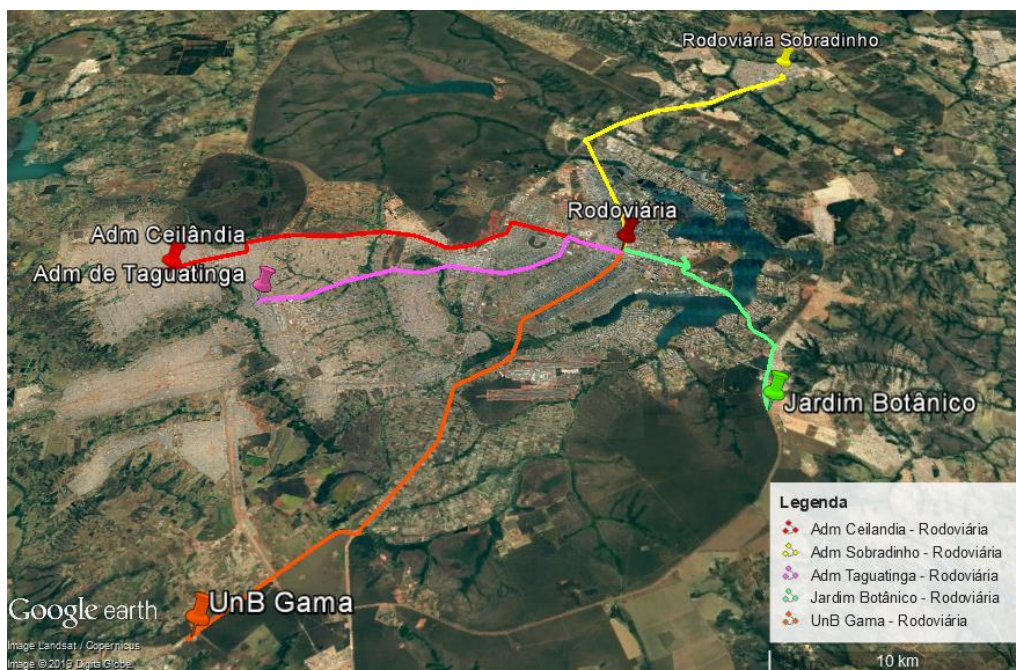 Rodoviária Sobradinho
Rodoviária
Adm Ceilândia
Adm de Taguatinga
Jardim Botânico
UnB Gama
Legenda
Adm Ceilandia - Rodoviária
Adm Sobradinho - Rodoviária
Adm Taguatinga - Rodoviária
Jardim Botânico - Rodoviária
UnB Gama - Rodoviária
Google earth
Image Landsat / Copernicus
Image © 2019 DigitalGlobe
10 km